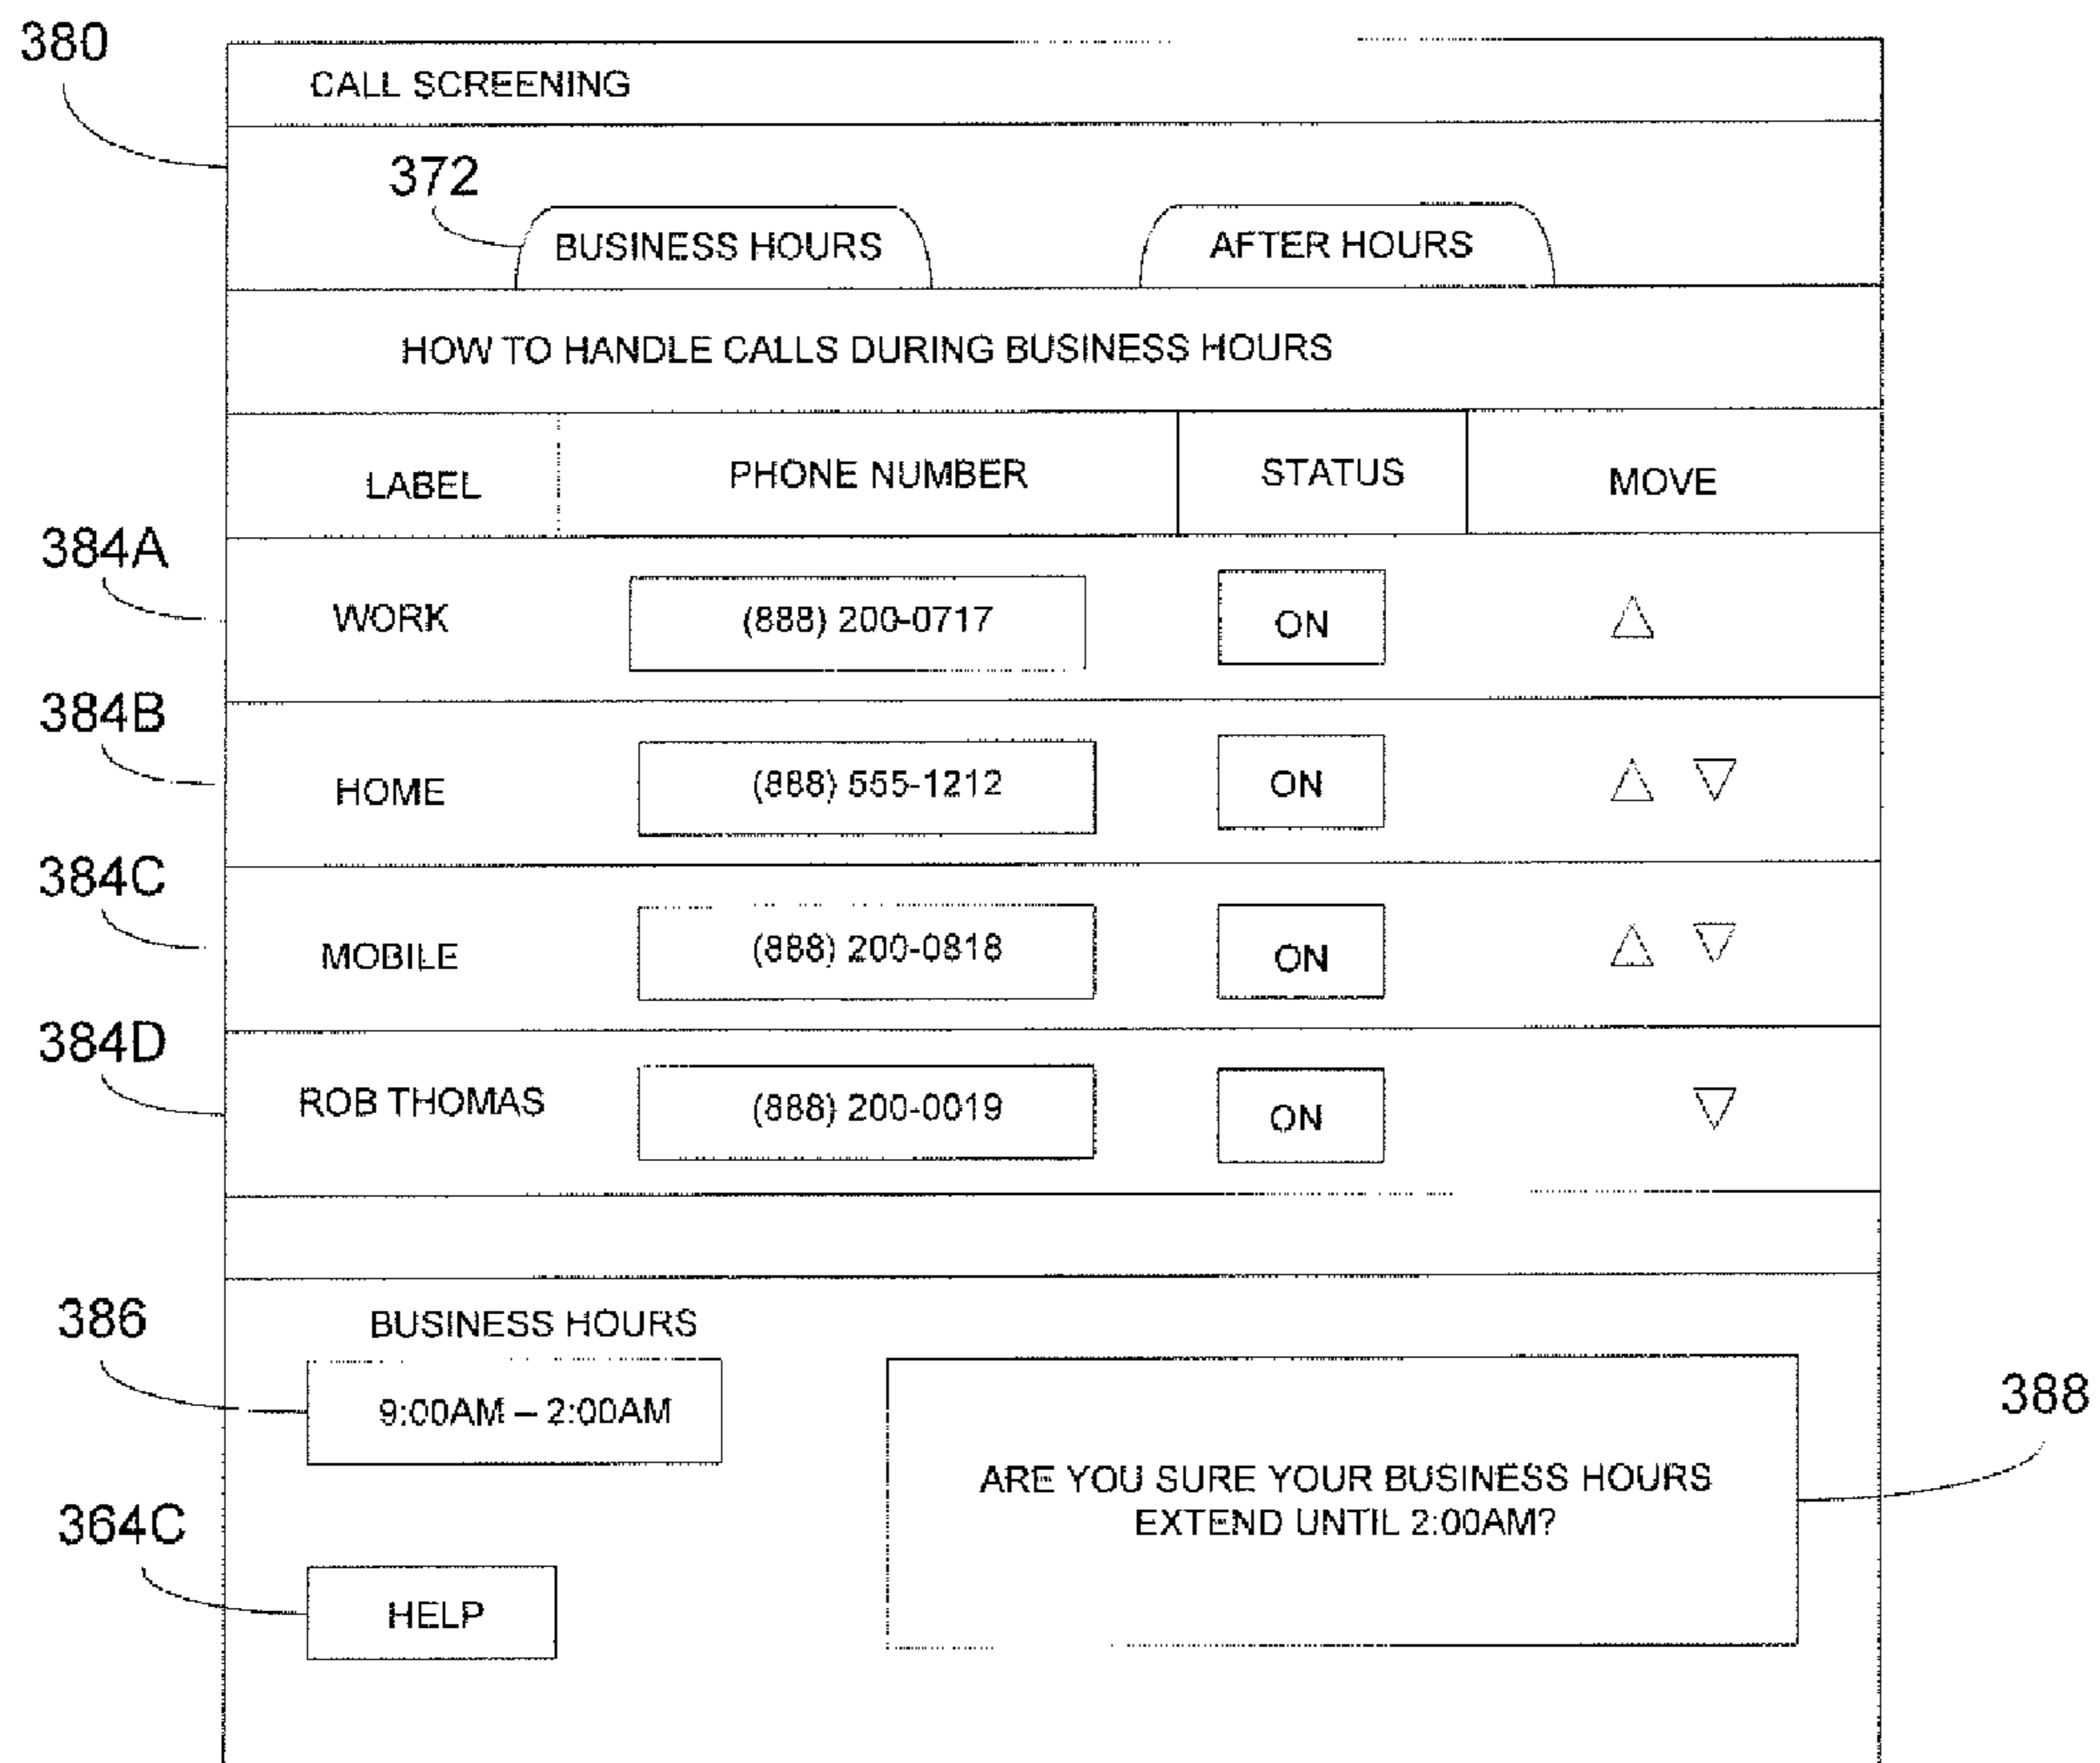 380
CALL SCREENING
372
BUSINESS HOURS
AFTER HOURS
HOW TO HANDLE CALLS DURING BUSINESS HOURS
LABEL PHONE NUMBER STATUS MOVE
384A
WORK (888) 200-0717 ON
384B
HOME (888) 555-1212 ON
384C
MOBILE (888) 200-0818 ON
384D
ROB THOMAS (888) 200-0019 ON
386
BUSINESS HOURS
9:00AM – 2:00AM
388
ARE YOU SURE YOUR BUSINESS HOURS
EXTEND UNTIL 2:00AM?
364C
HELP